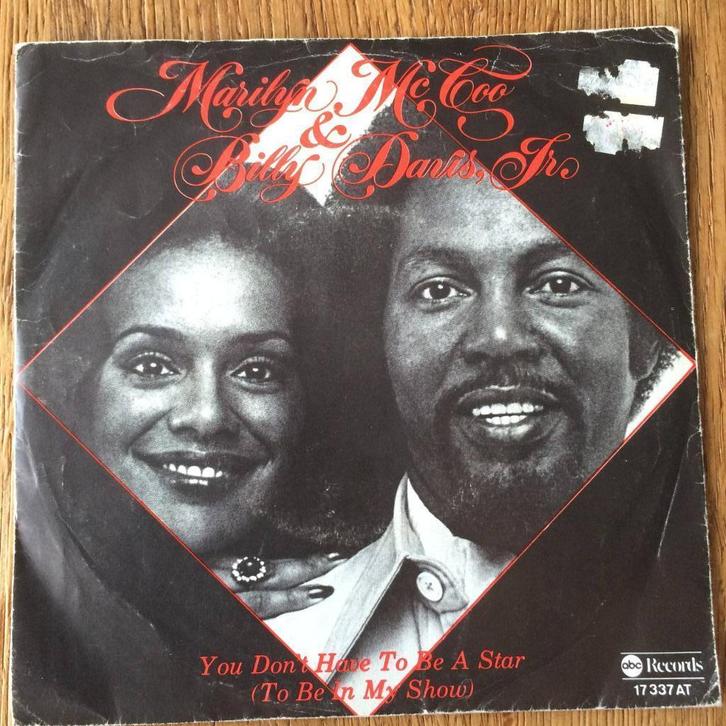 Marilyn McCoo
&
Billy Davis, Jr.
You Don't Have To Be A Star
(To Be In My Show)
abc Records
17 337 AT